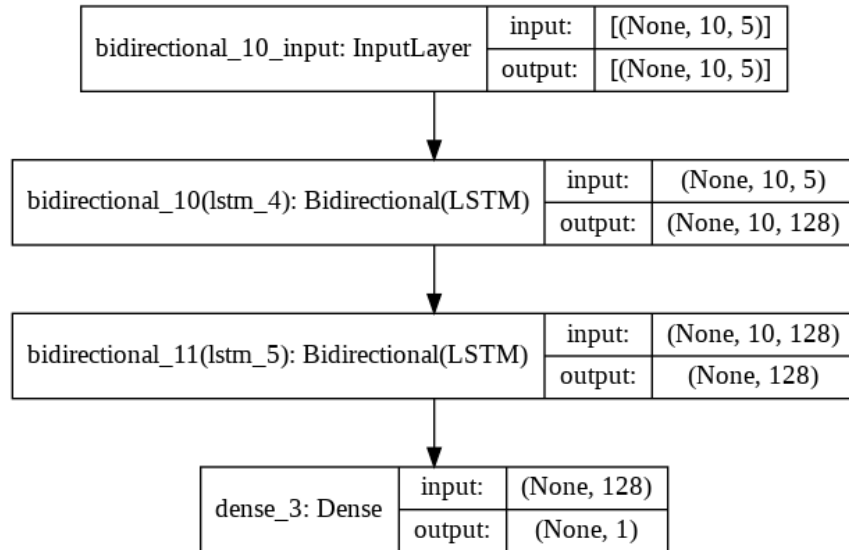 bidirectional_10_input: InputLayer
input: [(None, 10, 5)]
output: [(None, 10, 5)]
bidirectional_10(lstm_4): Bidirectional(LSTM)
input: (None, 10, 5)
output: (None, 10, 128)
bidirectional_11(lstm_5): Bidirectional(LSTM)
input: (None, 10, 128)
output: (None, 128)
dense_3: Dense
input: (None, 128)
output: (None, 1)